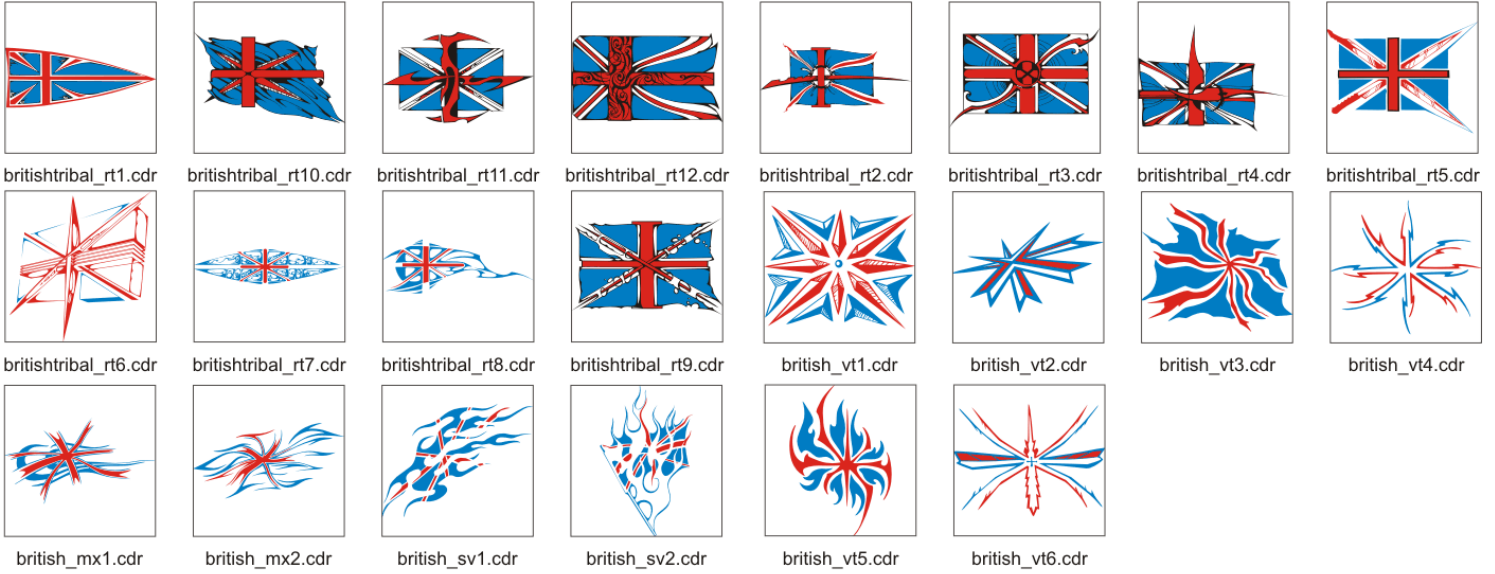 britishtribal_rt1.cdr britishtribal_rt10.cdr britishtribal_rt11.cdr britishtribal_rt12.cdr britishtribal_rt2.cdr britishtribal_rt3.cdr britishtribal_rt4.cdr britishtribal_rt5.cdr
britishtribal_rt6.cdr britishtribal_rt7.cdr britishtribal_rt8.cdr britishtribal_rt9.cdr british_vt1.cdr british_vt2.cdr british_vt3.cdr british_vt4.cdr
british_mx1.cdr british_mx2.cdr british_sv1.cdr british_sv2.cdr british_vt5.cdr british_vt6.cdr